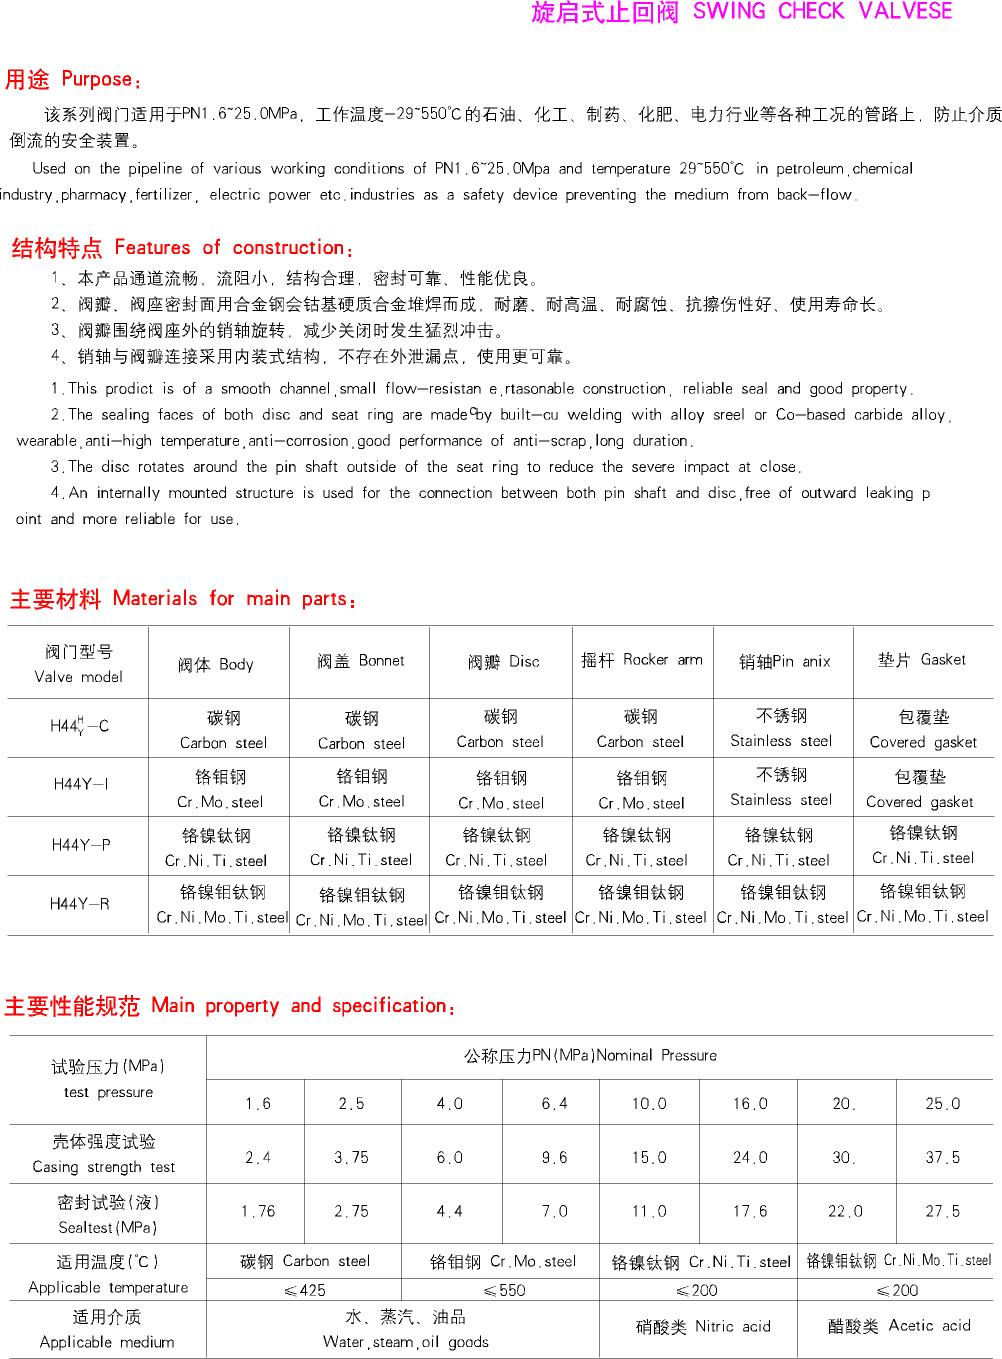 旋启式止回阀 SWING CHECK VALVESE
用途 Purpose:
该系列阀门适用于PN1.6~25.0MPa, 工作温度-29~550℃的石油、化工、制药、化肥、电力行业等各种工况的管路上, 防止介质
倒流的安全装置。
Used on the pipeline of various working conditions of PN1.6~25.0Mpa and temperature 29~550℃ in petroleum,chemical
industry,pharmacy,fertilizer, electric power etc.industries as a safety device preventing the medium from back-flow.
结构特点 Features of construction:
1、本产品通道流畅, 流阻小, 结构合理, 密封可靠、性能优良。
2、阀瓣、阀座密封面用合金钢会钴基硬质合金堆焊而成, 耐磨、耐高温、耐腐蚀、抗擦伤性好、使用寿命长。
3、阀瓣围绕阀座外的销轴旋转, 减少关闭时发生猛烈冲击。
4、销轴与阀瓣连接采用内装式结构, 不存在外泄漏点, 使用更可靠。
1.This prodict is of a smooth channel,small flow-resistan e,rtasonable construction, reliable seal and good property.
2.The sealing faces of both disc and seat ring are made by built-cu welding with alloy sreel or Co-based carbide alloy,
wearable,anti-high temperature,anti-corrosion,good performance of anti-scrap,long duration.
3.The disc rotates around the pin shaft outside of the seat ring to reduce the severe impact at close.
4.An internally mounted structure is used for the connection between both pin shaft and disc,free of outward leaking p
oint and more reliable for use.
主要材料 Materials for main parts:
阀门型号 Valve model 阀体 Body 阀盖 Bonnet 阀瓣 Disc 摇杆 Rocker arm 销轴Pin anix 垫片 Gasket
H44H/Y-C 碳钢 碳钢 碳钢 碳钢 不锈钢 包覆垫
Carbon steel Carbon steel Carbon steel Carbon steel Stainless steel Covered gasket
H44Y-I 铬钼钢 铬钼钢 铬钼钢 铬钼钢 不锈钢 包覆垫
Cr.Mo.steel Cr.Mo.steel Cr.Mo.steel Cr.Mo.steel Stainless steel Covered gasket
H44Y-P 铬镍钛钢 铬镍钛钢 铬镍钛钢 铬镍钛钢 铬镍钛钢 铬镍钛钢
Cr.Ni.Ti.steel Cr.Ni.Ti.steel Cr.Ni.Ti.steel Cr.Ni.Ti.steel Cr.Ni.Ti.steel Cr.Ni.Ti.steel
H44Y-R 铬镍钼钛钢 铬镍钼钛钢 铬镍钼钛钢 铬镍钼钛钢 铬镍钼钛钢 铬镍钼钛钢
Cr.Ni.Mo.Ti.steel Cr.Ni.Mo.Ti.steel Cr.Ni.Mo.Ti.steel Cr.Ni.Mo.Ti.steel Cr.Ni.Mo.Ti.steel Cr.Ni.Mo.Ti.steel
主要性能规范 Main property and specification:
试验压力(MPa) 公称压力PN(MPa)Nominal Pressure
test pressure 1.6 2.5 4.0 6.4 10.0 16.0 20. 25.0
壳体强度试验
Casing strength test 2.4 3.75 6.0 9.6 15.0 24.0 30. 37.5
密封试验(液)
Sealtest(MPa) 1.76 2.75 4.4 7.0 11.0 17.6 22.0 27.5
适用温度(℃) 碳钢 Carbon steel 铬钼钢 Cr.Mo.steel 铬镍钛钢 Cr.Ni.Ti.steel 铬镍钼钛钢 Cr.Ni.Mo.Ti.steel
Applicable temperature ≤425 ≤550 ≤200 ≤200
适用介质 水、蒸汽、油品 硝酸类 Nitric acid 醋酸类 Acetic acid
Applicable medium Water,steam,oil goods